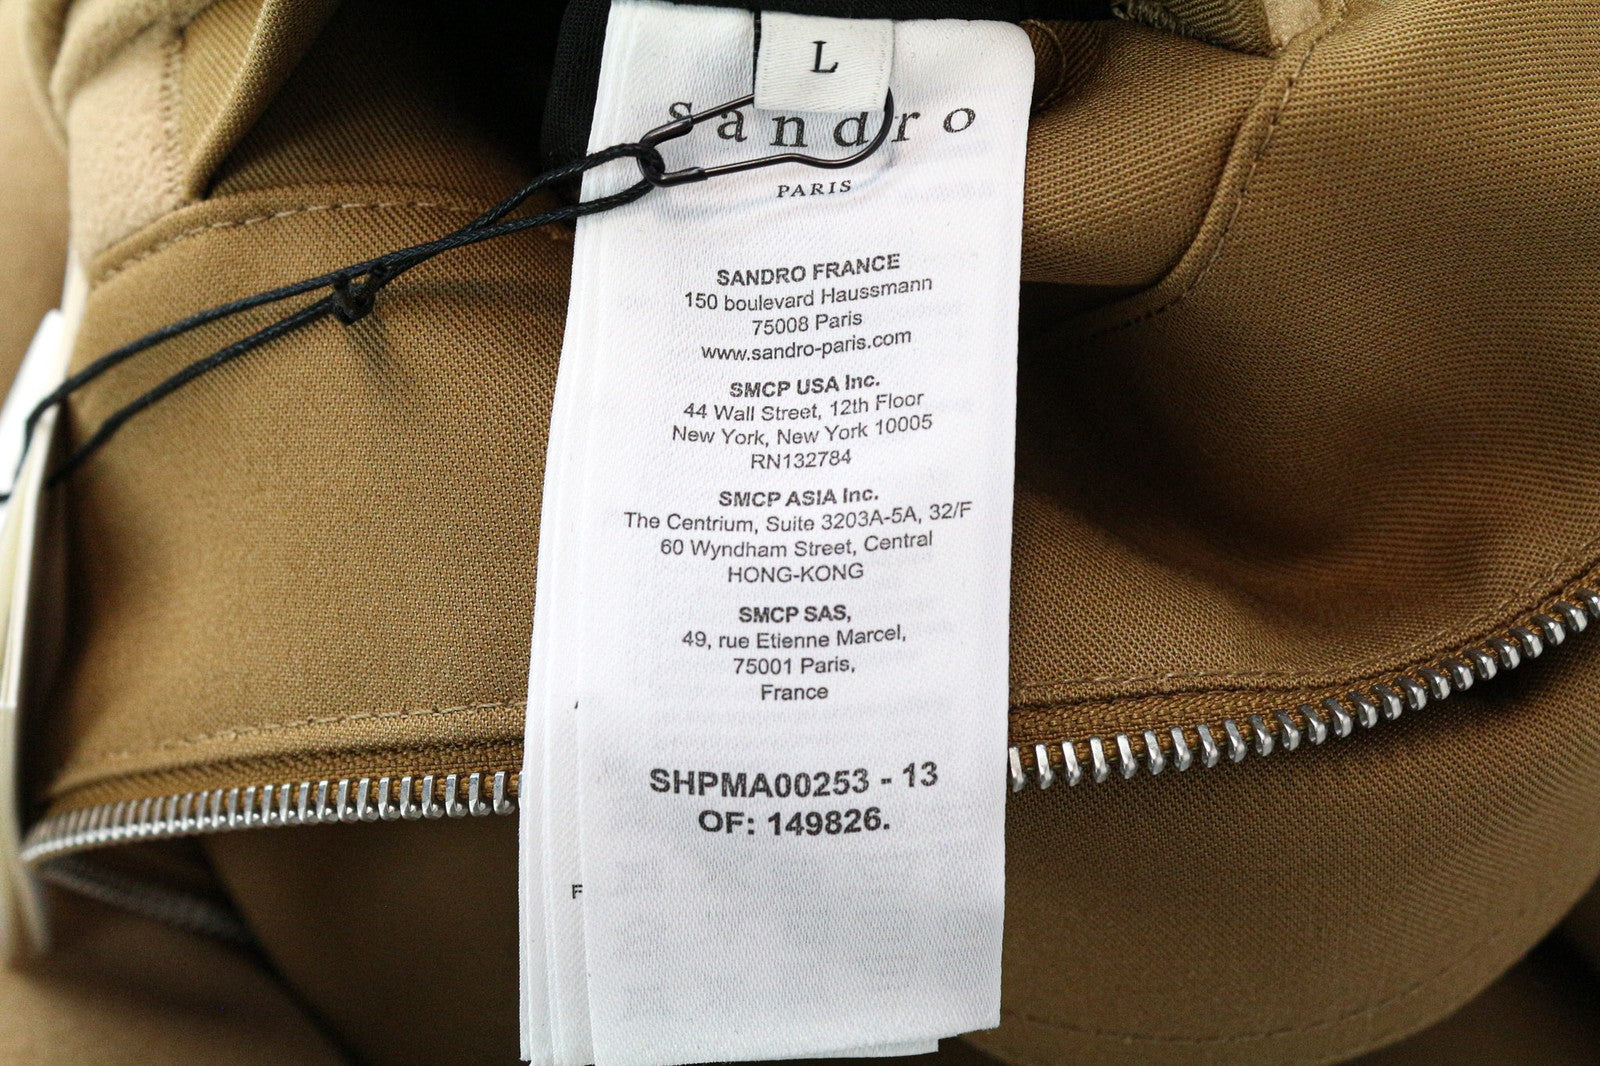 L
sandro
PARIS
SANDRO FRANCE
150 boulevard Haussmann
75008 Paris
www.sandro-paris.com
SMCP USA Inc.
44 Wall Street, 12th Floor
New York, New York 10005
RN132784
SMCP ASIA Inc.
The Centrium, Suite 3203A-5A, 32/F
60 Wyndham Street, Central
HONG-KONG
SMCP SAS,
49, rue Etienne Marcel,
75001 Paris.
France
SHPMA00253 - 13
OF: 149826.
F